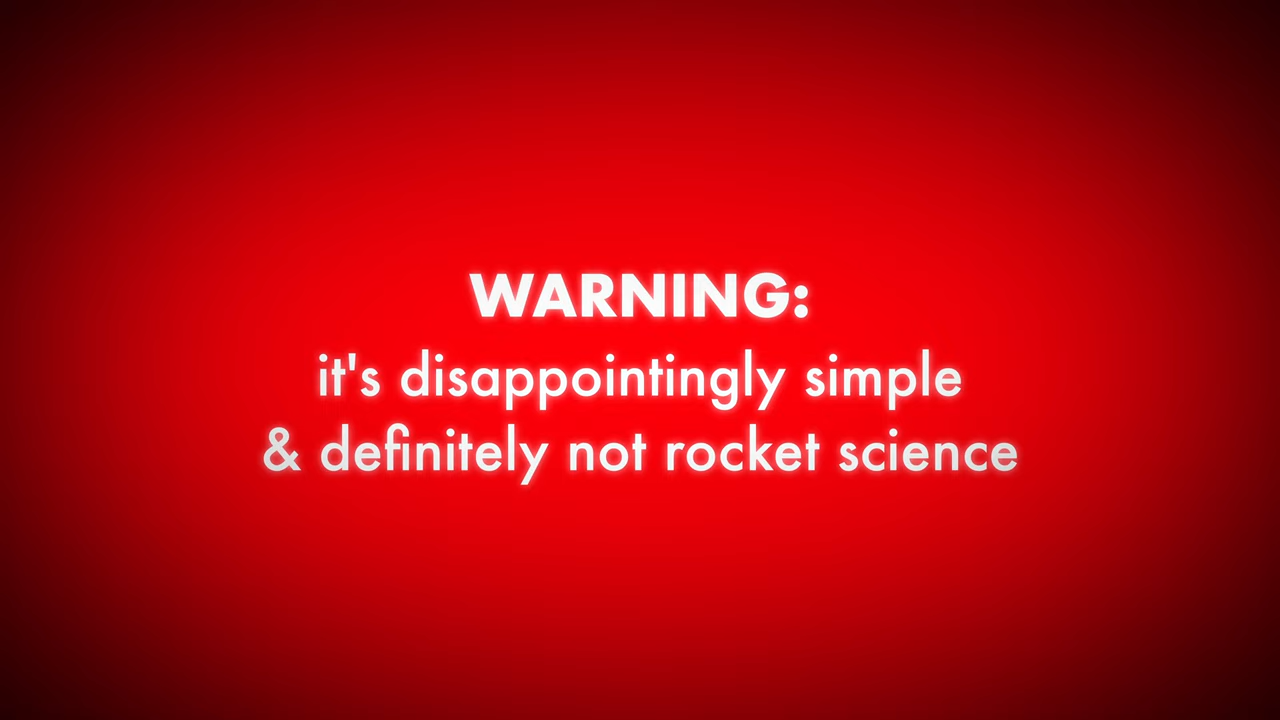 WARNING:
it's disappointingly simple
& definitely not rocket science